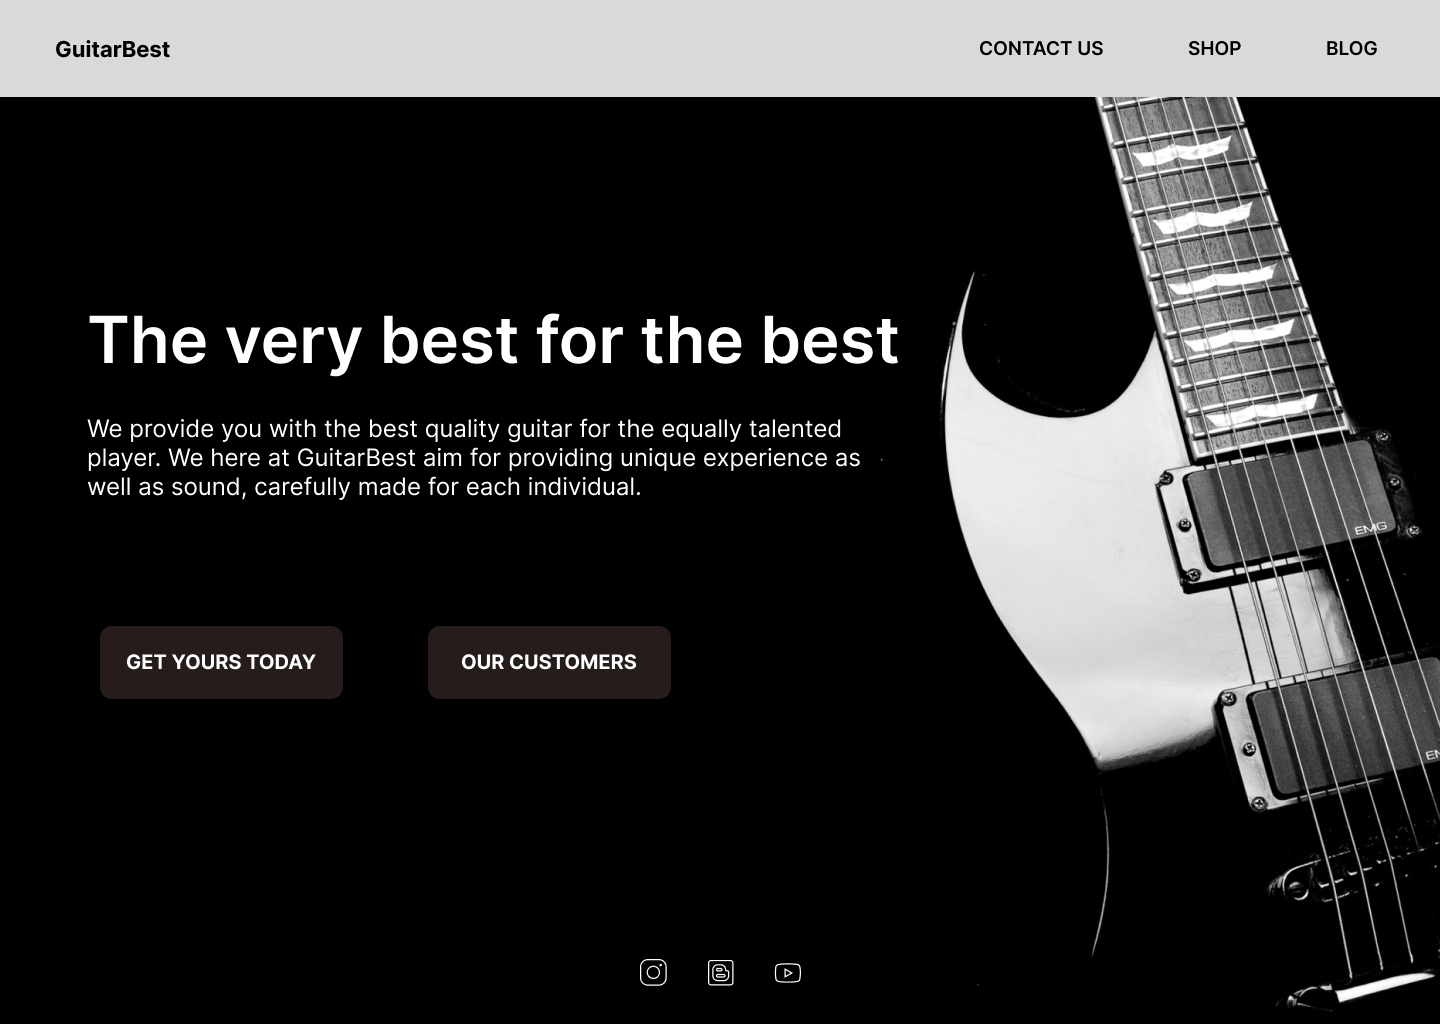 GuitarBest
CONTACT US
SHOP
BLOG
The very best for the best
We provide you with the best quality guitar for the equally talented
player. We here at GuitarBest aim for providing unique experience as
well as sound, carefully made for each individual.
EMG
GET YOURS TODAY
OUR CUSTOMERS